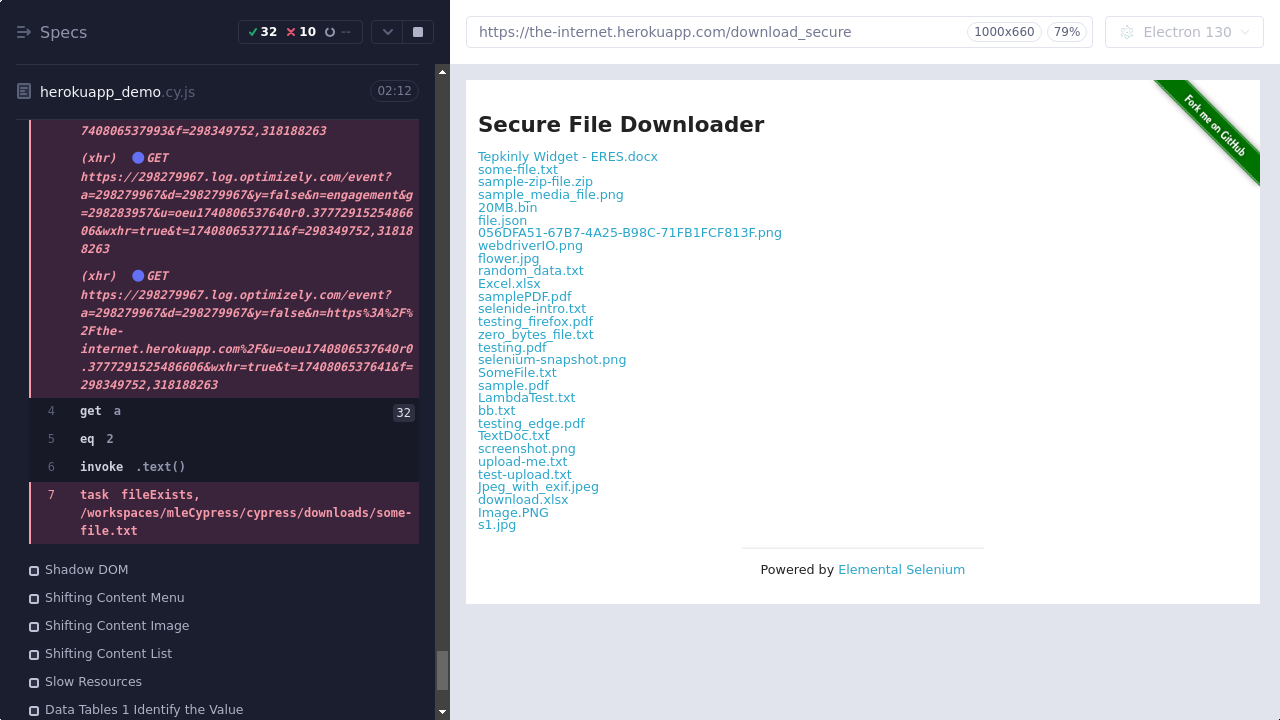 Specs
32 10 --
herokuapp_demo.cy.js 02:12
740806537993&f=298349752,318188263
(xhr) GET
https://298279967.log.optimizely.com/event?
a=298279967&d=298279967&y=false&n=engagement&g
=298283957&u=oeu1740806537640r0.37772915254866
06&wxhr=true&t=1740806537711&f=298349752,31818
8263
(xhr) GET
https://298279967.log.optimizely.com/event?
a=298279967&d=298279967&y=false&n=https%3A%2F%
2Fthe-
internet.herokuapp.com%2F&u=oeu1740806537640r0
.3777291525486606&wxhr=true&t=1740806537641&f=
298349752,318188263
4 get a 32
5 eq 2
6 invoke .text()
7 task fileExists,
/workspaces/mleCypress/cypress/downloads/some-
file.txt
Shadow DOM
Shifting Content Menu
Shifting Content Image
Shifting Content List
Slow Resources
Data Tables 1 Identify the Value
https://the-internet.herokuapp.com/download_secure 1000x660 79% Electron 130
Fork me on GitHub
Secure File Downloader
Tepkinly Widget - ERES.docx
some-file.txt
sample-zip-file.zip
sample_media_file.png
20MB.bin
file.json
056DFA51-67B7-4A25-B98C-71FB1FCF813F.png
webdriverIO.png
flower.jpg
random_data.txt
Excel.xlsx
samplePDF.pdf
selenide-intro.txt
testing_firefox.pdf
zero_bytes_file.txt
testing.pdf
selenium-snapshot.png
SomeFile.txt
sample.pdf
LambdaTest.txt
bb.txt
testing_edge.pdf
TextDoc.txt
screenshot.png
upload-me.txt
test-upload.txt
Jpeg_with_exif.jpeg
download.xlsx
Image.PNG
s1.jpg
Powered by Elemental Selenium